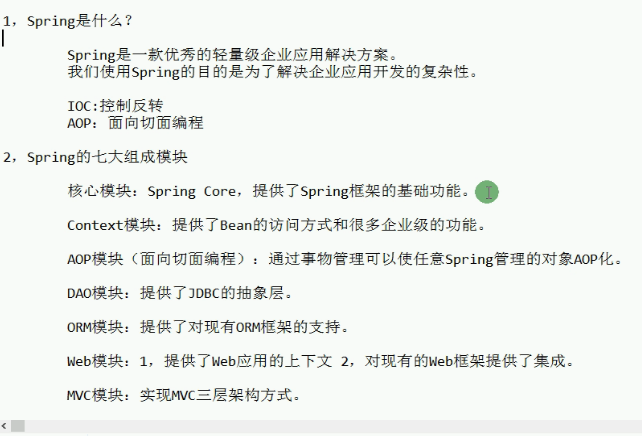 1，Spring是什么？
Spring是一款优秀的轻量级企业应用解决方案。
我们使用Spring的目的是为了解决企业应用开发的复杂性。
IOC:控制反转
AOP：面向切面编程
2，Spring的七大组成模块
核心模块：Spring Core，提供了Spring框架的基础功能。
Context模块：提供了Bean的访问方式和很多企业级的功能。
AOP模块（面向切面编程）：通过事物管理可以使任意Spring管理的对象AOP化。
DAO模块：提供了JDBC的抽象层。
ORM模块：提供了对现有ORM框架的支持。
Web模块：1，提供了Web应用的上下文 2，对现有的Web框架提供了集成。
MVC模块：实现MVC三层架构方式。